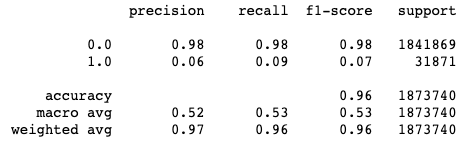 precision recall f1-score support
0.0 0.98 0.98 0.98 1841869
1.0 0.06 0.09 0.07 31871
accuracy 0.96 1873740
macro avg 0.52 0.53 0.53 1873740
weighted avg 0.97 0.96 0.96 1873740